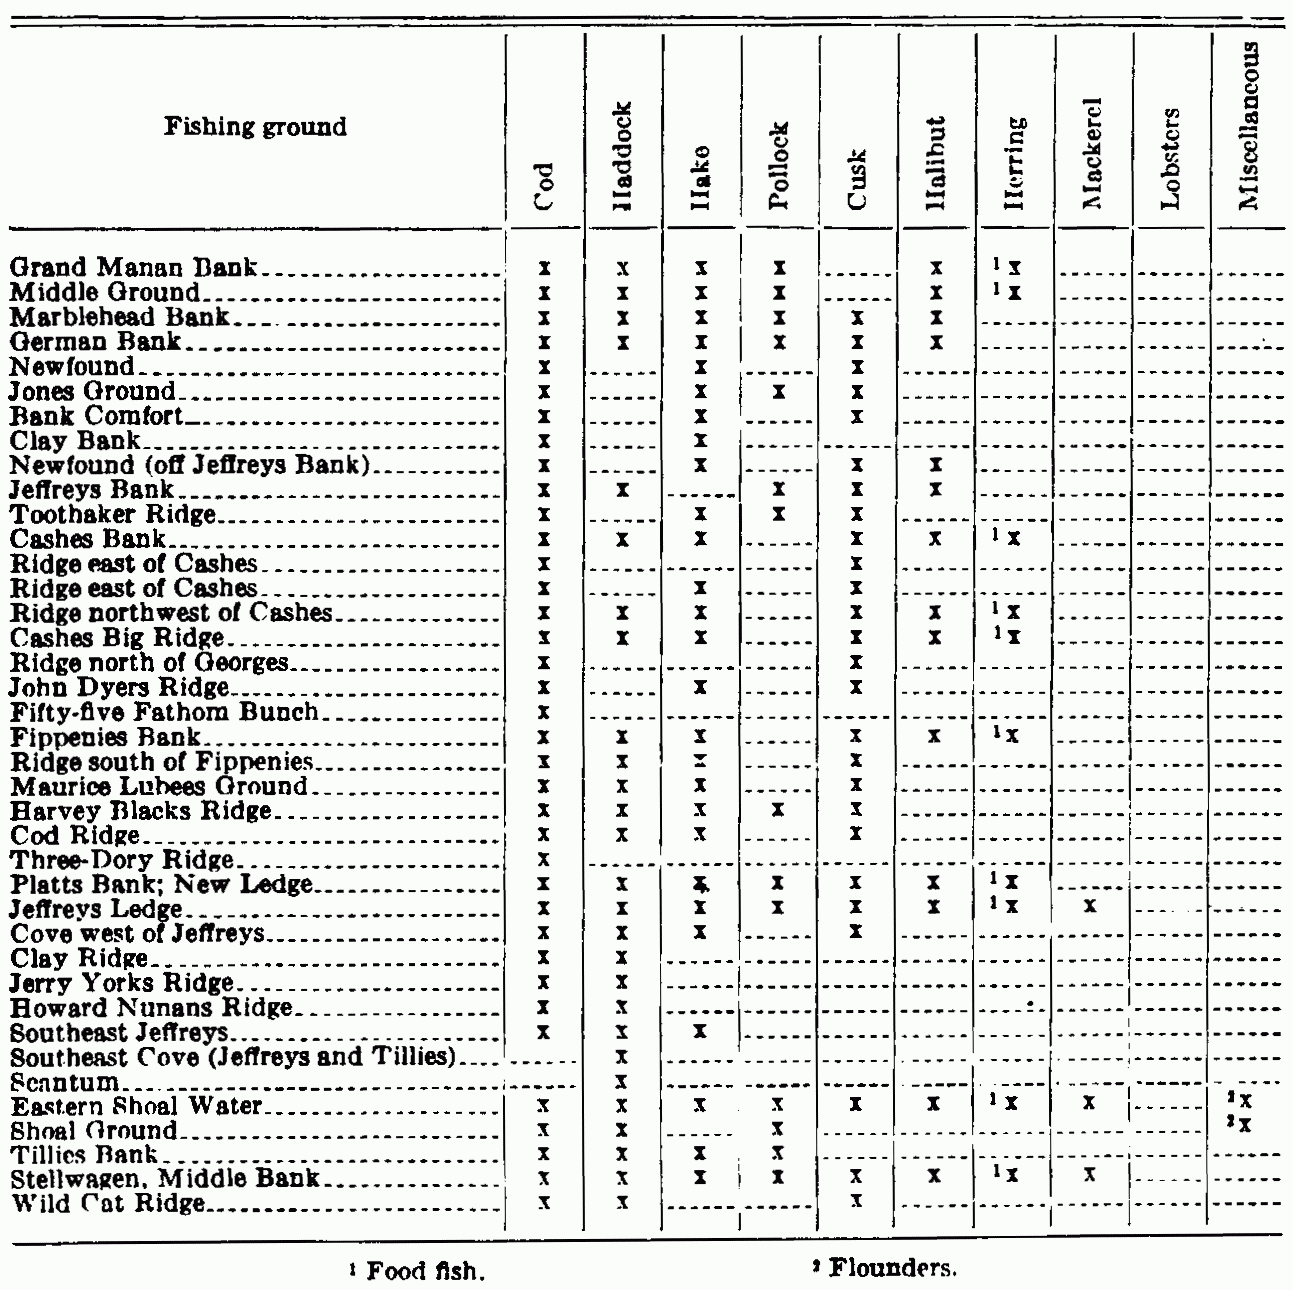 Fishing ground Cod Haddock Hake Pollock Cusk Halibut Herring Mackerel Lobsters Miscellaneous
Grand Manan Bank x x x x x ¹ x
Middle Ground x x x x x ¹ x
Marblehead Bank x x x x x x
German Bank x x x x x x
Newfound x x x
Jones Ground x x x x
Bank Comfort x x x
Clay Bank x x
Newfound (off Jeffreys Bank) x x x x
Jeffreys Bank x x x x x
Toothaker Ridge x x x x
Cashes Bank x x x x x ¹ x
Ridge east of Cashes x x
Ridge east of Cashes x x x
Ridge northwest of Cashes x x x x x ¹ x
Cashes Big Ridge x x x x x ¹ x
Ridge north of Georges x x
John Dyers Ridge x x x
Fifty-five Fathom Bunch x
Fippenies Bank x x x x x ¹ x
Ridge south of Fippenies x x x x
Maurice Lubees Ground x x x x
Harvey Blacks Ridge x x x x x
Cod Ridge x x x x
Three-Dory Ridge x
Platts Bank; New Ledge x x x x x x ¹ x
Jeffreys Ledge x x x x x x ¹ x x
Cove west of Jeffreys x x x x
Clay Ridge x x
Jerry Yorks Ridge x x
Howard Nunans Ridge x x
Southeast Jeffreys x x x
Southeast Cove (Jeffreys and Tillies) x
Scantum x
Eastern Shoal Water x x x x x x ¹ x x ² x
Shoal Ground x x x ² x
Tillies Bank x x x x
Stellwagen, Middle Bank x x x x x x ¹ x x
Wild Cat Ridge x x x
¹ Food fish. ² Flounders.